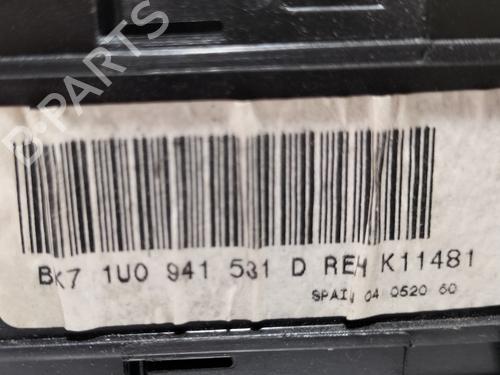 B-PARTS
BK7 1U0 941 531 D REH K11481
SPAIN 04 0520 60